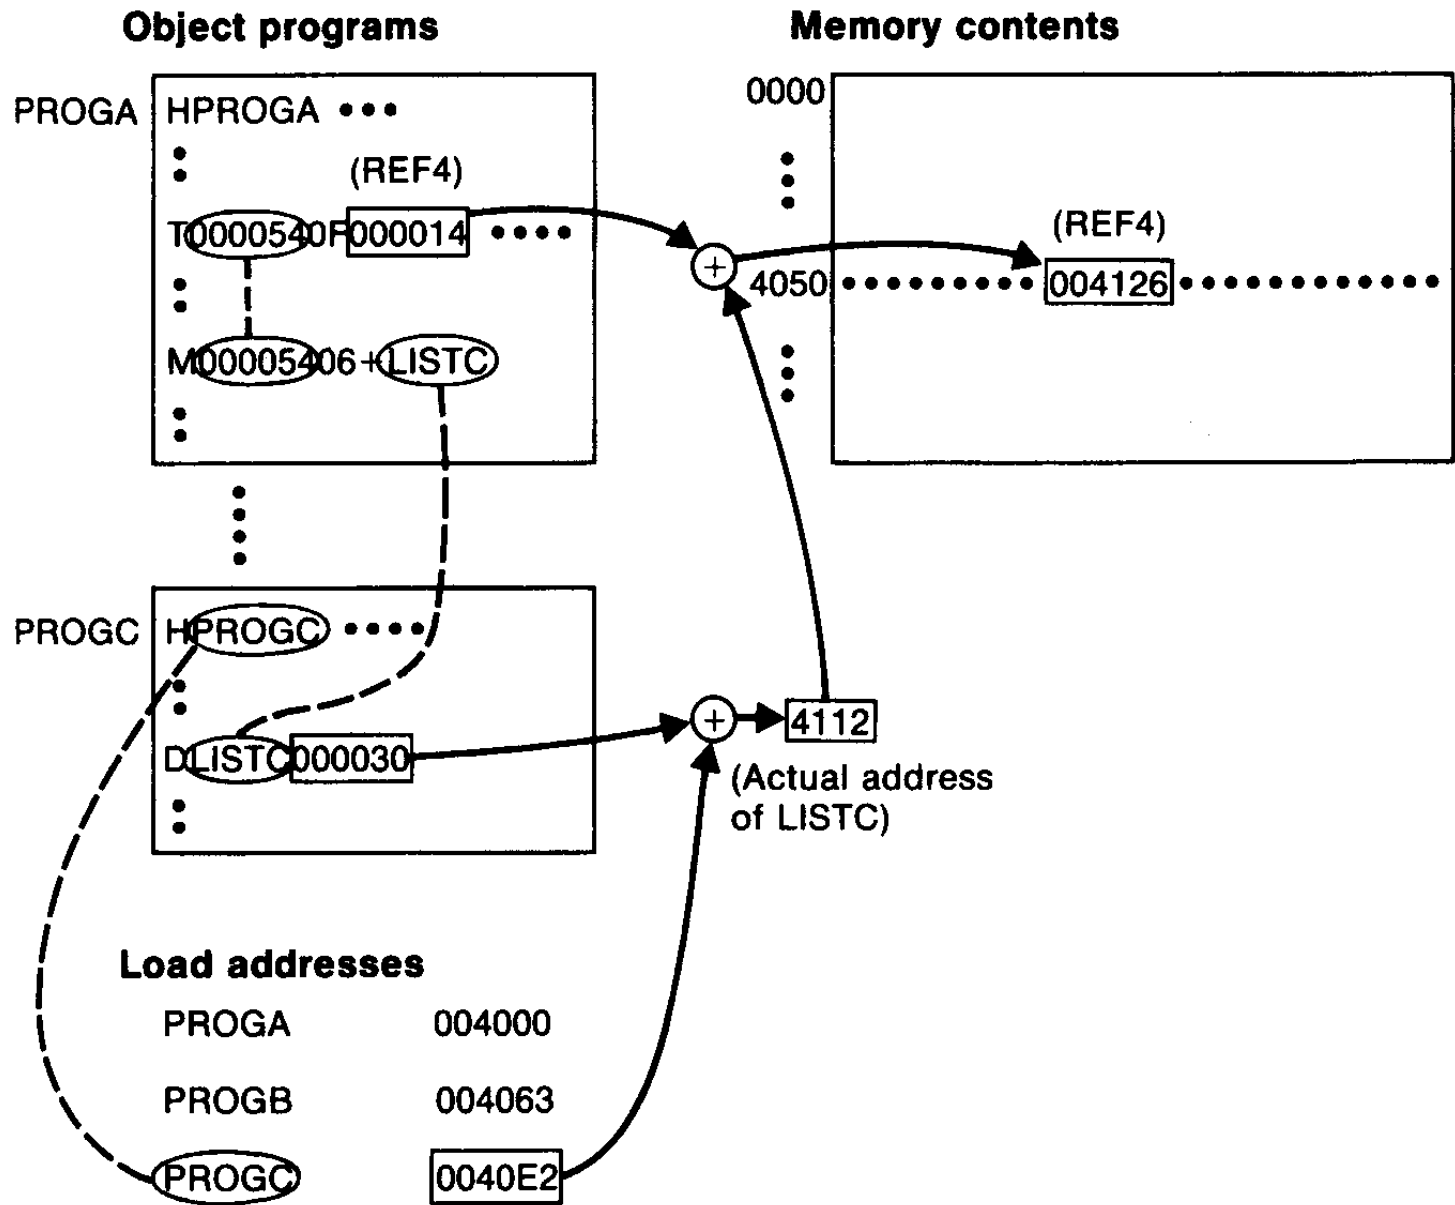 Object programs
Memory contents
PROGA
HPROGA ••••
(REF4)
T0000540F000014 ••••
M00005406+LISTC
0000
(REF4)
4050 004126
PROGC
HPROGC ••••
DLISTC000030
4112
(Actual address
of LISTC)
Load addresses
PROGA 004000
PROGB 004063
PROGC 0040E2